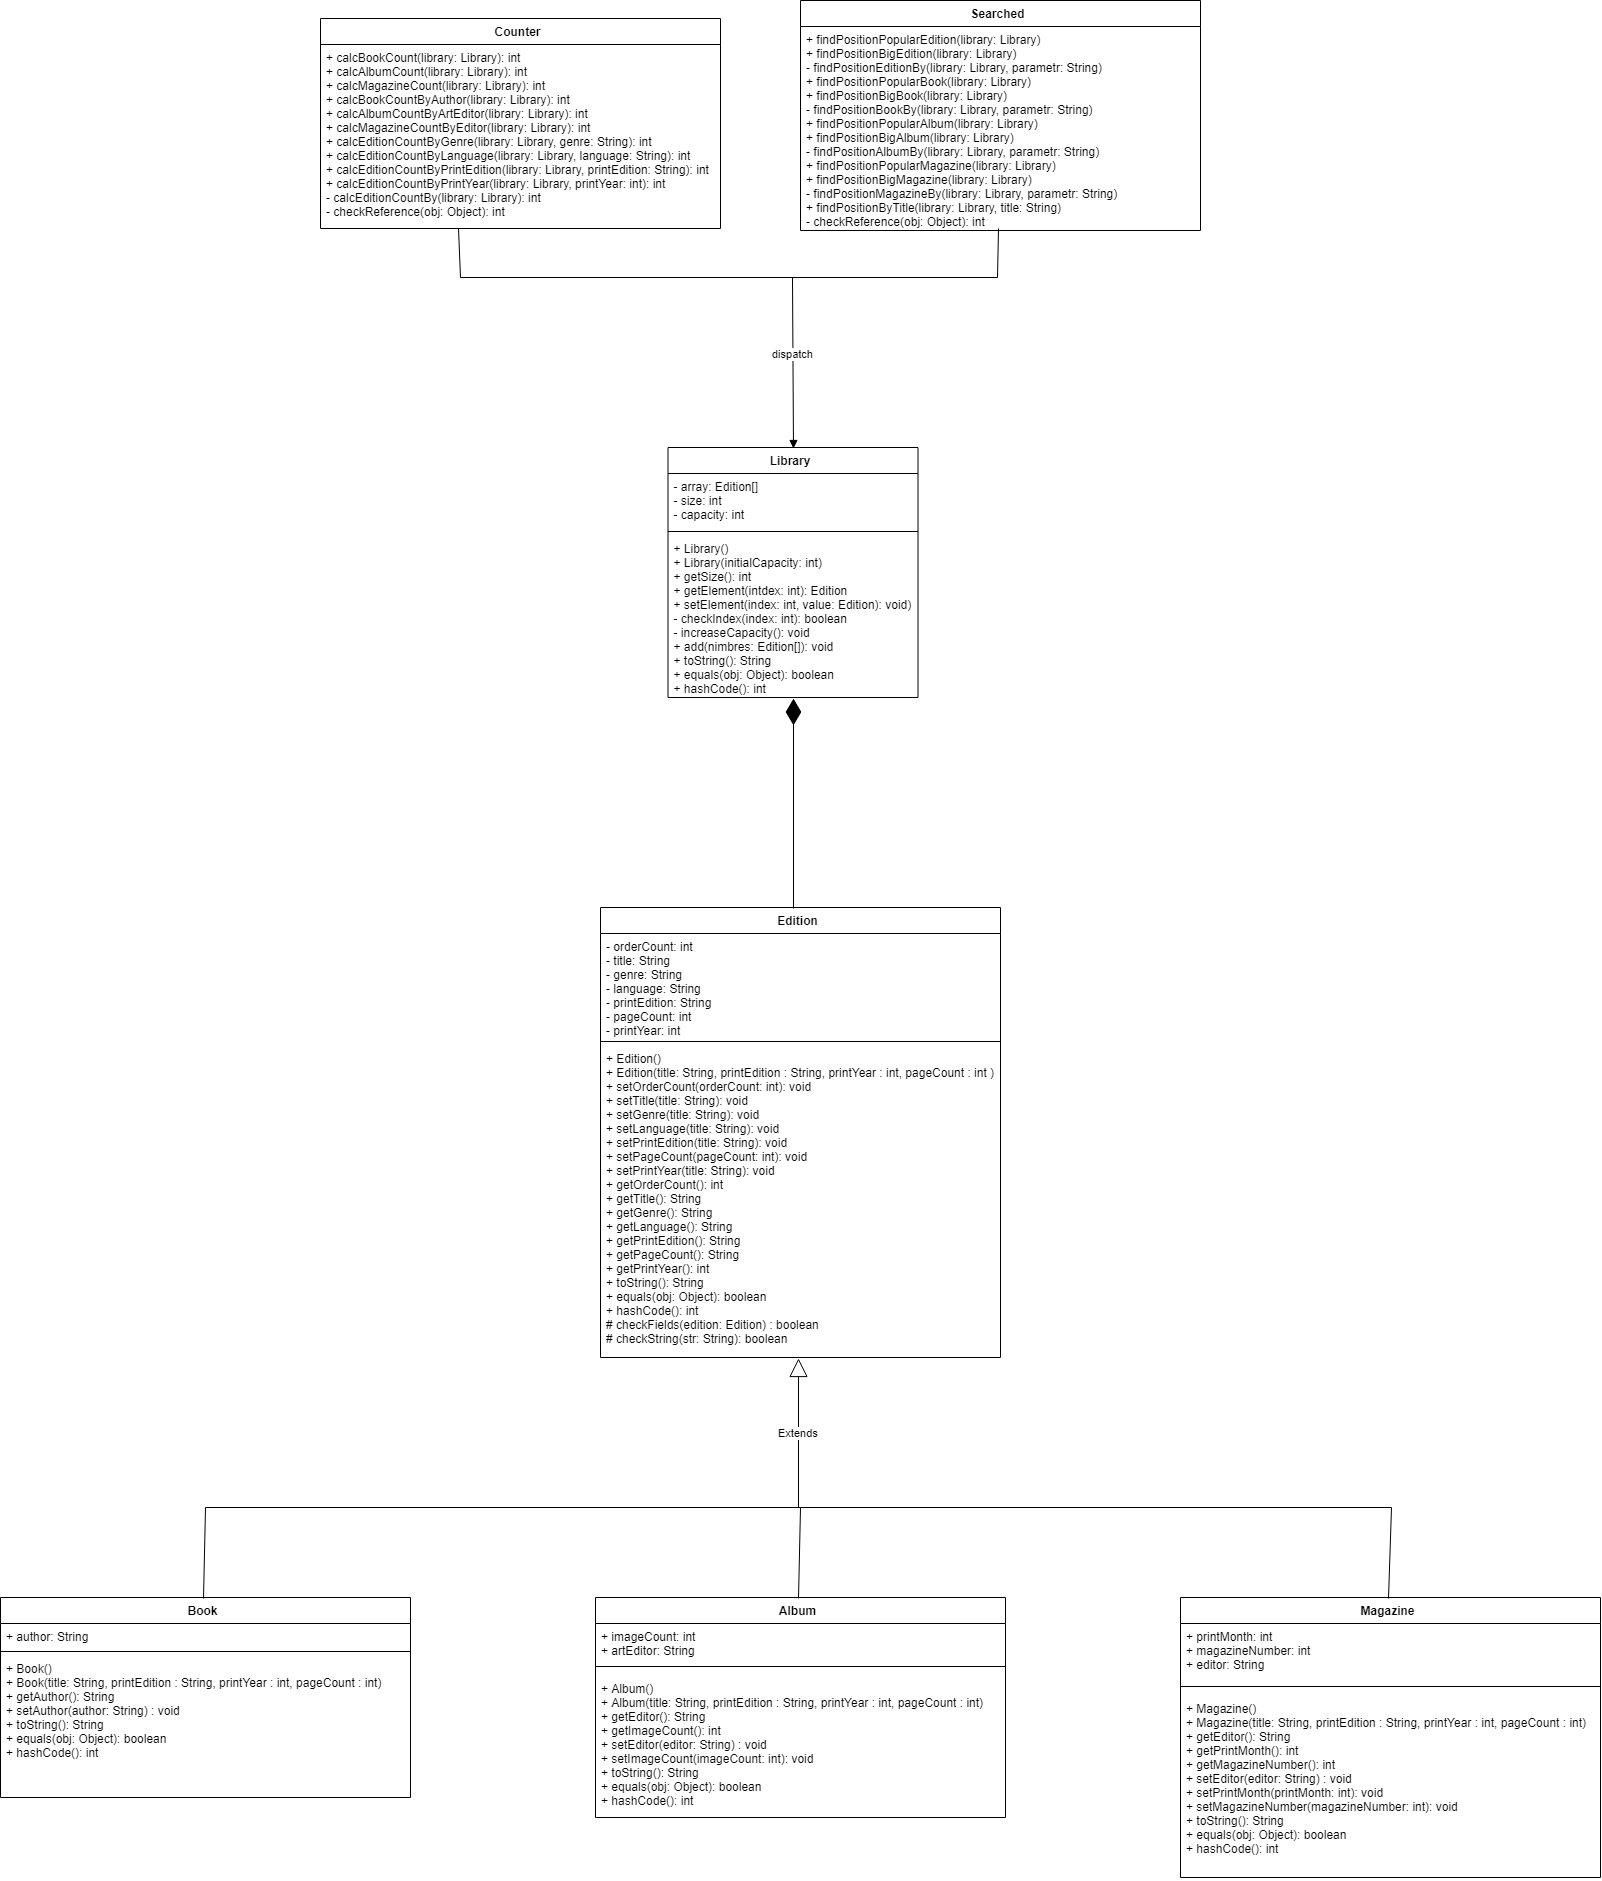 Counter
+ calcBookCount(library: Library): int
+ calcAlbumCount(library: Library): int
+ calcMagazineCount(library: Library): int
+ calcBookCountByAuthor(library: Library): int
+ calcAlbumCountByArtEditor(library: Library): int
+ calcMagazineCountByEditor(library: Library): int
+ calcEditionCountByGenre(library: Library, genre: String): int
+ calcEditionCountByLanguage(library: Library, language: String): int
+ calcEditionCountByPrintEdition(library: Library, printEdition: String): int
+ calcEditionCountByPrintYear(library: Library, printYear: int): int
- calcEditionCountBy(library: Library): int
- checkReference(obj: Object): int
Searched
+ findPositionPopularEdition(library: Library)
+ findPositionBigEdition(library: Library)
- findPositionEditionBy(library: Library, parametr: String)
+ findPositionPopularBook(library: Library)
+ findPositionBigBook(library: Library)
- findPositionBookBy(library: Library, parametr: String)
+ findPositionPopularAlbum(library: Library)
+ findPositionBigAlbum(library: Library)
- findPositionAlbumBy(library: Library, parametr: String)
+ findPositionPopularMagazine(library: Library)
+ findPositionBigMagazine(library: Library)
- findPositionMagazineBy(library: Library, parametr: String)
+ findPositionByTitle(library: Library, title: String)
- checkReference(obj: Object): int
dispatch
Library
- array: Edition[]
- size: int
- capacity: int
+ Library()
+ Library(initialCapacity: int)
+ getSize(): int
+ getElement(intdex: int): Edition
+ setElement(index: int, value: Edition): void)
- checkIndex(index: int): boolean
- increaseCapacity(): void
+ add(nimbres: Edition[]): void
+ toString(): String
+ equals(obj: Object): boolean
+ hashCode(): int
Edition
- orderCount: int
- title: String
- genre: String
- language: String
- printEdition: String
- pageCount: int
- printYear: int
+ Edition()
+ Edition(title: String, printEdition : String, printYear : int, pageCount : int )
+ setOrderCount(orderCount: int): void
+ setTitle(title: String): void
+ setGenre(title: String): void
+ setLanguage(title: String): void
+ setPrintEdition(title: String): void
+ setPageCount(pageCount: int): void
+ setPrintYear(title: String): void
+ getOrderCount(): int
+ getTitle(): String
+ getGenre(): String
+ getLanguage(): String
+ getPrintEdition(): String
+ getPageCount(): String
+ getPrintYear(): int
+ toString(): String
+ equals(obj: Object): boolean
+ hashCode(): int
# checkFields(edition: Edition) : boolean
# checkString(str: String): boolean
Extends
Book
+ author: String
+ Book()
+ Book(title: String, printEdition : String, printYear : int, pageCount : int)
+ getAuthor(): String
+ setAuthor(author: String) : void
+ toString(): String
+ equals(obj: Object): boolean
+ hashCode(): int
Album
+ imageCount: int
+ artEditor: String
+ Album()
+ Album(title: String, printEdition : String, printYear : int, pageCount : int)
+ getEditor(): String
+ getImageCount(): int
+ setEditor(editor: String) : void
+ setImageCount(imageCount: int): void
+ toString(): String
+ equals(obj: Object): boolean
+ hashCode(): int
Magazine
+ printMonth: int
+ magazineNumber: int
+ editor: String
+ Magazine()
+ Magazine(title: String, printEdition : String, printYear : int, pageCount : int)
+ getEditor(): String
+ getPrintMonth(): int
+ getMagazineNumber(): int
+ setEditor(editor: String) : void
+ setPrintMonth(printMonth: int): void
+ setMagazineNumber(magazineNumber: int): void
+ toString(): String
+ equals(obj: Object): boolean
+ hashCode(): int